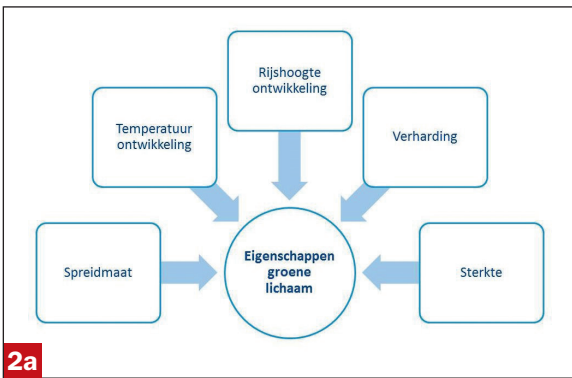 Rijshoogte
ontwikkeling
Temperatuur
ontwikkeling
Verharding
Spreidmaat
Eigenschappen
groene
lichaam
Sterkte
2a